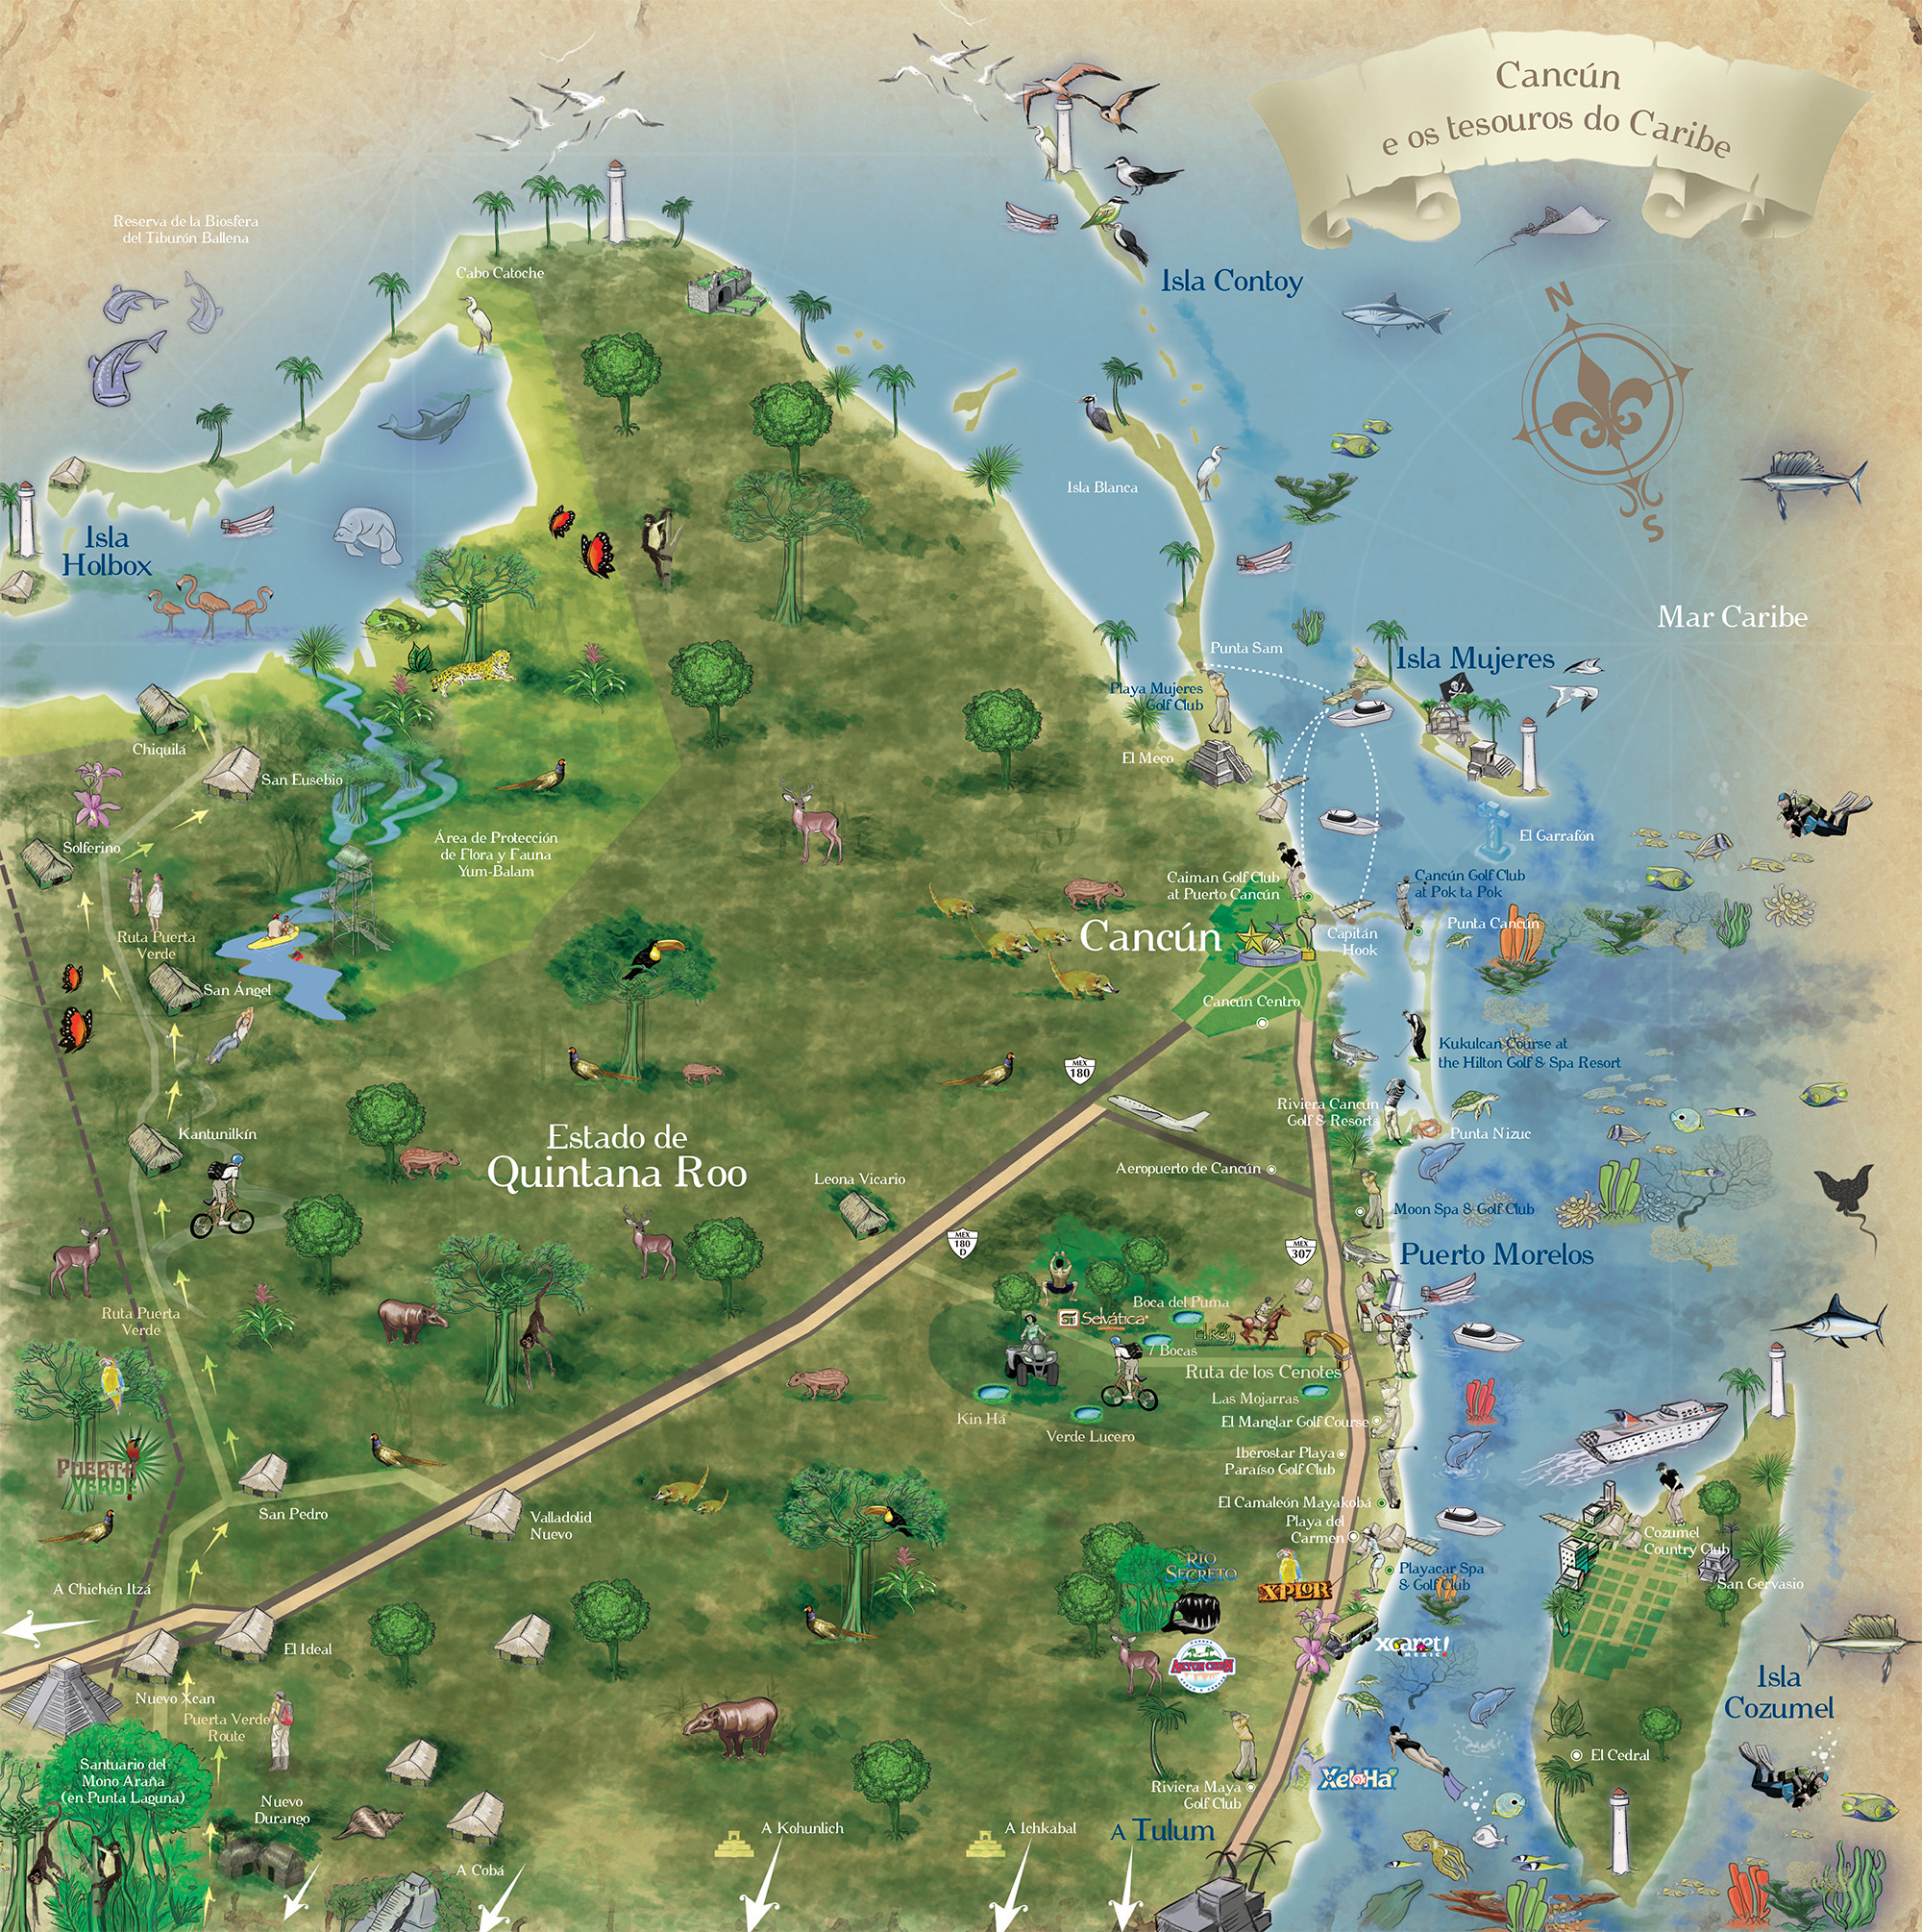 Cancún
e os tesouros do Caribe
Reserva de la Biosfera
del Tiburón Ballena
Cabo Catoche
Isla Contoy
N
S
Isla Blanca
Isla
Holbox
Mar Caribe
Punta Sam
Isla Mujeres
Playa Mujeres
Golf Club
El Meco
Chiquilá
San Eusebio
Solferino
Área de Protección
de Flora y Fauna
Yum-Balam
El Garrafón
Caiman Golf Club
at Puerto Cancún
Cancún Golf Club
at Pok ta Pok
Punta Cancún
Cancún
Capitán
Hook
Ruta Puerta
Verde
San Ángel
Cancún Centro
Kukulcan Course at
the Hilton Golf & Spa Resort
MEX
180
Riviera Cancún
Golf & Resorts
Punta Nizuc
Kantunilkín
Estado de
Quintana Roo
Leona Vicario
Aeropuerto de Cancún
Moon Spa & Golf Club
MEX
180
D
MEX
307
Puerto Morelos
Ruta Puerta
Verde
Boca del Puma
Selvática
El Rey
7 Bocas
Ruta de los Cenotes
Las Mojarras
Kin Há
Verde Lucero
El Manglar Golf Course
Iberostar Playa
Paraíso Golf Club
PUERTA
VERDE
San Pedro
Valladolid
Nuevo
El Camaleón Mayakobá
Playa del
Carmen
Cozumel
Country Club
San Gervasio
RÍO
SECRETO
XPLOR
Playacar Spa
& Golf Club
A Chichén Itzá
El Ideal
xcaret!
MEXICO
AKTUN CHEN
Isla
Cozumel
Nuevo Xcan
Puerta Verde
Route
Santuario del
Mono Araña
(en Punta Laguna)
El Cedral
Xel-Há
Riviera Maya
Golf Club
Nuevo
Durango
A Kohunlich
A Ichkabal
A Tulum
A Cobá